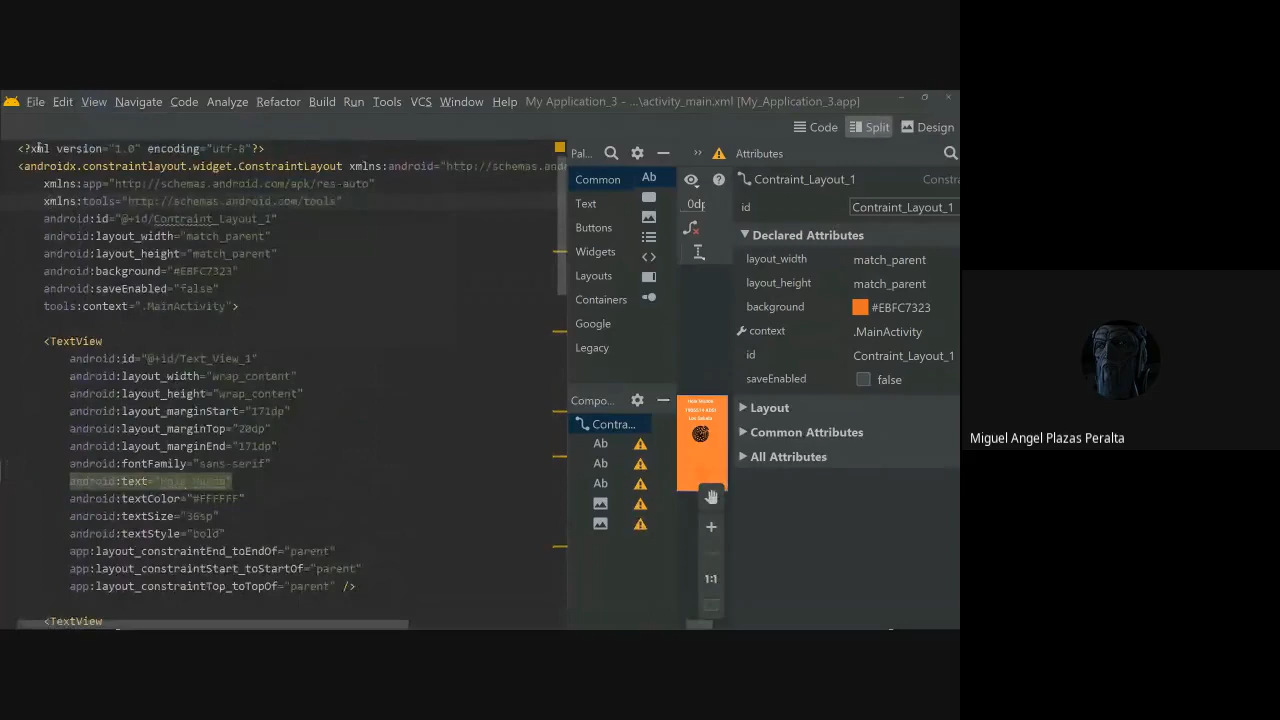 File Edit View Navigate Code Analyze Refactor Build Run Tools VCS Window Help My Application_3 - ...\activity_main.xml [My_Application_3.app]
Code Split Design
<?xml version="1.0" encoding="utf-8"?>
<androidx.constraintlayout.widget.ConstraintLayout xmlns:android="http://schemas.and
xmlns:app="http://schemas.android.com/apk/res-auto"
xmlns:tools="http://schemas.android.com/tools"
android:id="@+id/Contraint_Layout_1"
android:layout_width="match_parent"
android:layout_height="match_parent"
android:background="#EBFC7323"
android:saveEnabled="false"
tools:context=".MainActivity">
<TextView
android:id="@+id/Text_View_1"
android:layout_width="wrap_content"
android:layout_height="wrap_content"
android:layout_marginStart="171dp"
android:layout_marginTop="20dp"
android:layout_marginEnd="171dp"
android:fontFamily="sans-serif"
android:text="Hola Mundo"
android:textColor="#FFFFFF"
android:textSize="36sp"
android:textStyle="bold"
app:layout_constraintEnd_toEndOf="parent"
app:layout_constraintStart_toStartOf="parent"
app:layout_constraintTop_toTopOf="parent" />
<TextView
Pal...
Common
Text
Buttons
Widgets
Layouts
Containers
Google
Legacy
Ab
0dp
Compo...
Contra...
Ab
Ab
Ab
1:1
Attributes
Contraint_Layout_1 Constra
id Contraint_Layout_1
Declared Attributes
layout_width match_parent
layout_height match_parent
background #EBFC7323
context .MainActivity
id Contraint_Layout_1
saveEnabled false
Layout
Common Attributes
All Attributes
Miguel Angel Plazas Peralta